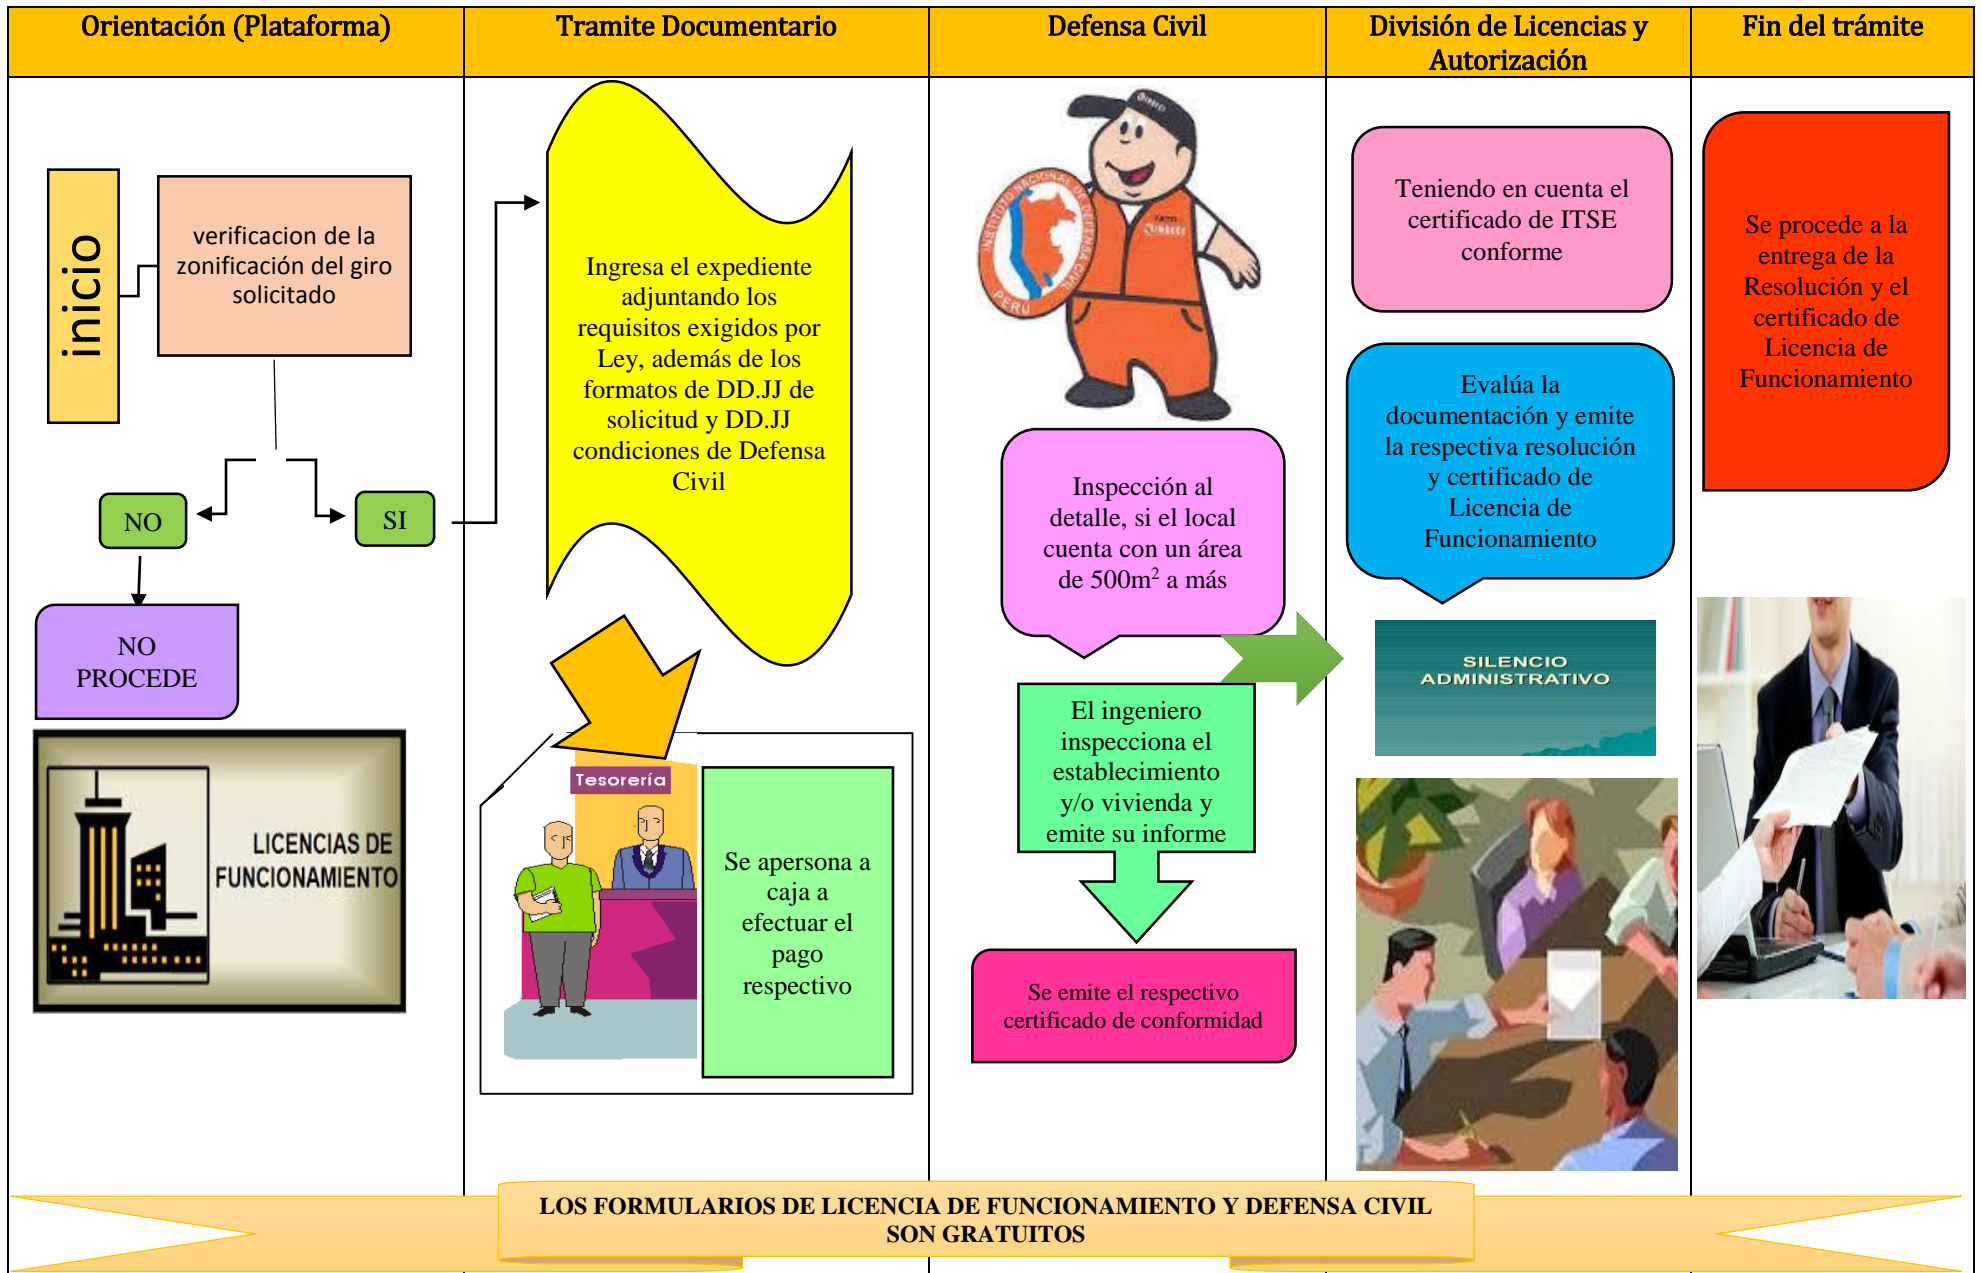 Orientación (Plataforma)
Tramite Documentario
Defensa Civil
División de Licencias y
Autorización
Fin del trámite
inicio
verificacion de la
zonificación del giro
solicitado
NO
SI
NO
PROCEDE
LICENCIAS DE
FUNCIONAMIENTO
Ingresa el expediente
adjuntando los
requisitos exigidos por
Ley, además de los
formatos de DD.JJ de
solicitud y DD.JJ
condiciones de Defensa
Civil
Tesorería
Se apersona a
caja a
efectuar el
pago
respectivo
INSTITUTO NACIONAL DE DEFENSA CIVIL
PERU
Inspección al
detalle, si el local
cuenta con un área
de 500m² a más
El ingeniero
inspecciona el
establecimiento
y/o vivienda y
emite su informe
Se emite el respectivo
certificado de conformidad
Teniendo en cuenta el
certificado de ITSE
conforme
Evalúa la
documentación y emite
la respectiva resolución
y certificado de
Licencia de
Funcionamiento
SILENCIO
ADMINISTRATIVO
Se procede a la
entrega de la
Resolución y el
certificado de
Licencia de
Funcionamiento
LOS FORMULARIOS DE LICENCIA DE FUNCIONAMIENTO Y DEFENSA CIVIL
SON GRATUITOS